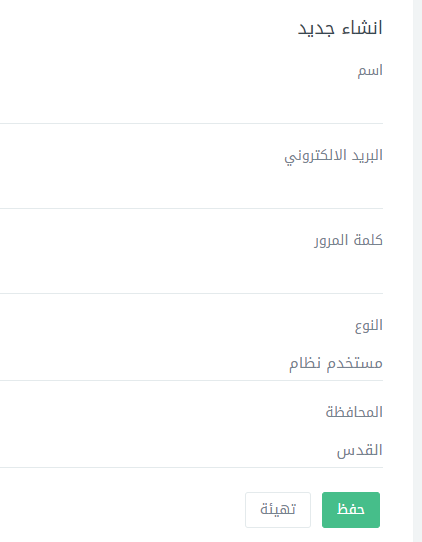 انشاء جديد
اسم
البريد الالكتروني
كلمة المرور
النوع
مستخدم نظام
المحافظة
القدس
حفظ تهيئة